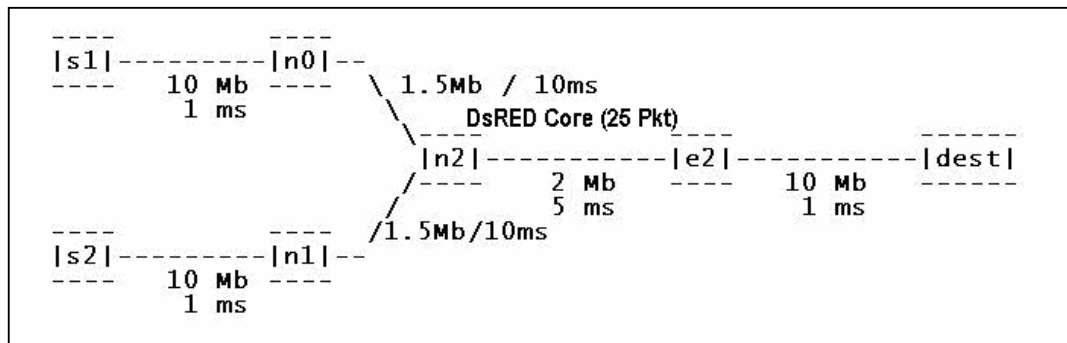 |s1|---------|n0|--
10 Mb
1 ms
1.5Mb / 10ms
DsRED Core (25 Pkt)
|n2|-----------|e2|-----------|dest|
2 Mb
5 ms
10 Mb
1 ms
/1.5Mb/10ms
|s2|---------|n1|--
10 Mb
1 ms